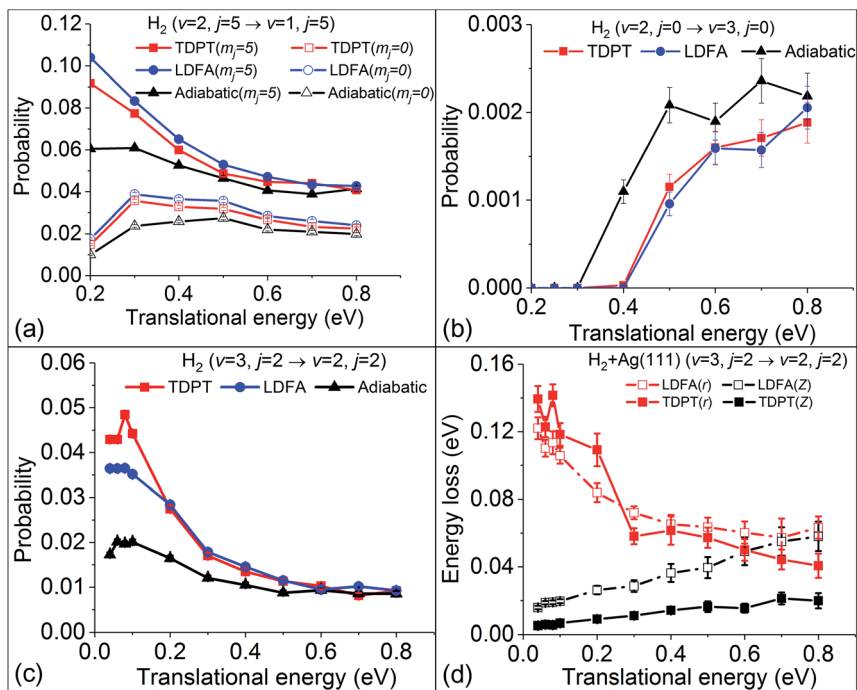 H₂ (v=2, j=5 → v=1, j=5)
TDPT(mⱼ=5) TDPT(mⱼ=0)
LDFA(mⱼ=5) LDFA(mⱼ=0)
Adiabatic(mⱼ=5) Adiabatic(mⱼ=0)
0.12
0.10
0.08
0.06
0.04
0.02
0.00
Probability
0.2 0.4 0.6 0.8
Translational energy (eV)
(a)
H₂ (v=2, j=0 → v=3, j=0)
TDPT LDFA Adiabatic
0.003
0.002
0.001
0.000
Probability
0.2 0.3 0.4 0.5 0.6 0.7 0.8
Translational energy (eV)
(b)
H₂ (v=3, j=2 → v=2, j=2)
TDPT LDFA Adiabatic
0.06
0.05
0.04
0.03
0.02
0.01
0.00
Probability
0.0 0.2 0.4 0.6 0.8
Translational energy (eV)
(c)
H₂+Ag(111) (v=3, j=2 → v=2, j=2)
LDFA(r) LDFA(Z)
TDPT(r) TDPT(Z)
0.16
0.12
0.08
0.04
0.00
Energy loss (eV)
0.0 0.2 0.4 0.6 0.8
Translational energy (eV)
(d)